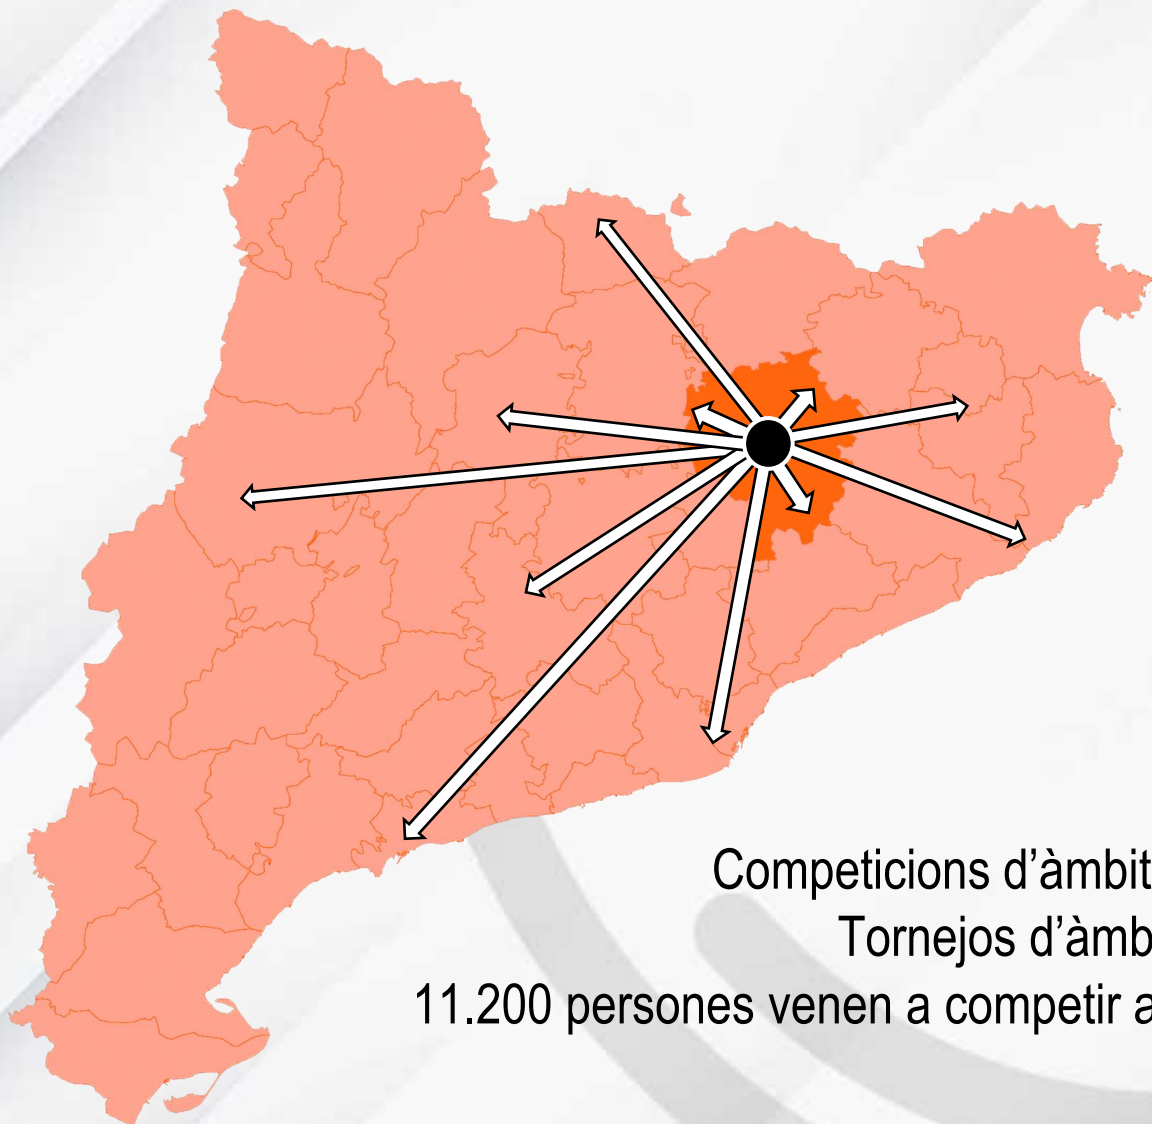 Competicions d’àmbit
Tornejos d’àmb
11.200 persones venen a competir a